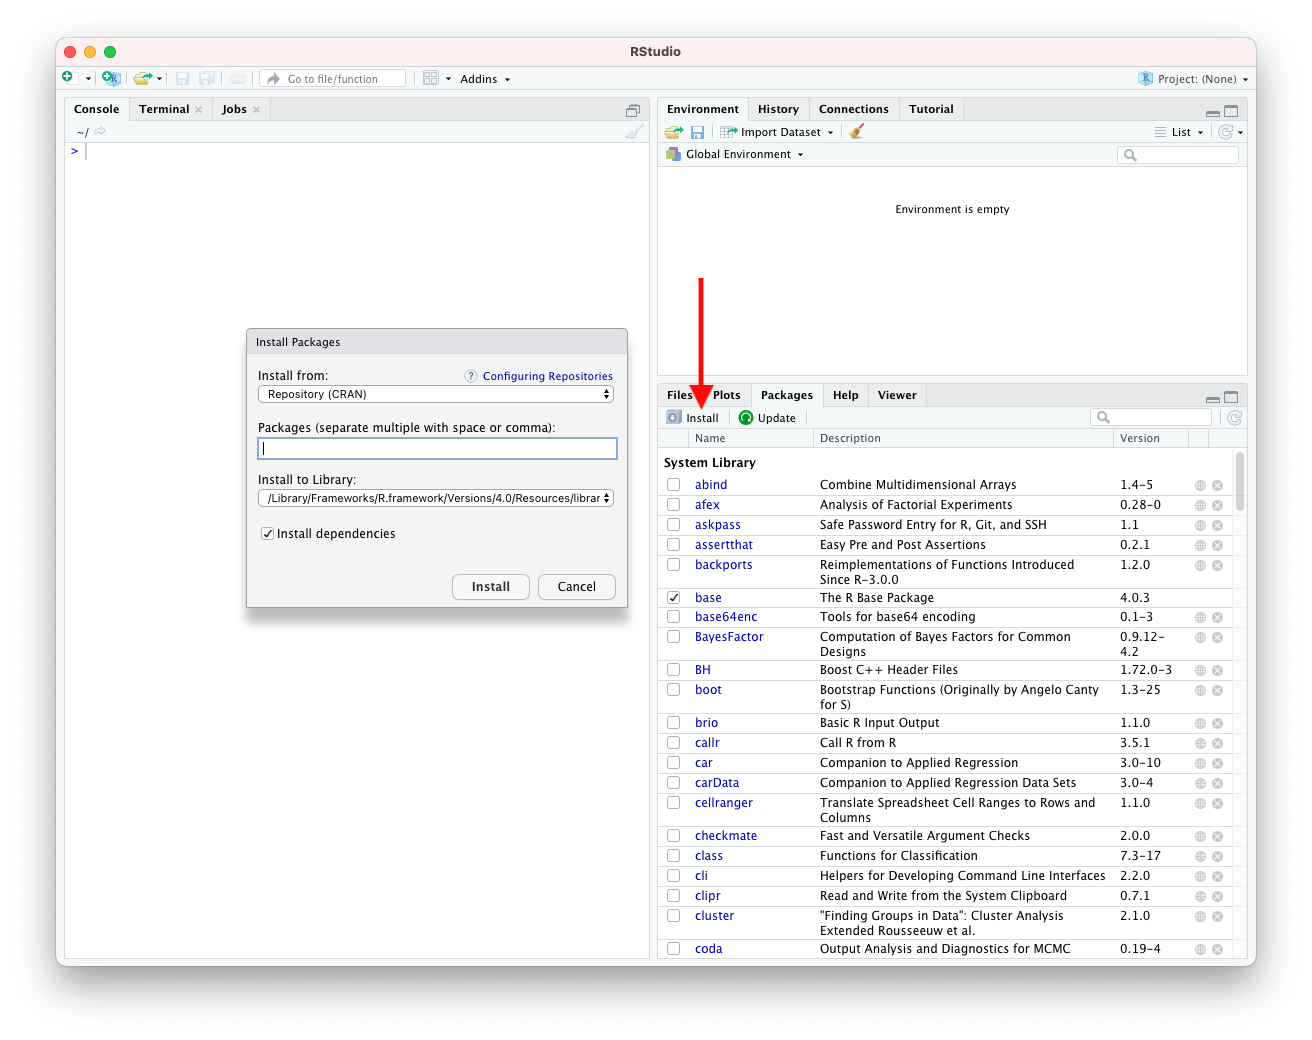 RStudio
Go to file/function
Addins
Project: (None)
Console Terminal Jobs
~/
>
Environment History Connections Tutorial
Import Dataset
List
Global Environment
Environment is empty
Install Packages
Install from:
? Configuring Repositories
Repository (CRAN)
Packages (separate multiple with space or comma):
Install to Library:
/Library/Frameworks/R.framework/Versions/4.0/Resources/librar
Install dependencies
Install Cancel
Files Plots Packages Help Viewer
Install Update
Name Description Version
System Library
abind Combine Multidimensional Arrays 1.4-5
afex Analysis of Factorial Experiments 0.28-0
askpass Safe Password Entry for R, Git, and SSH 1.1
assertthat Easy Pre and Post Assertions 0.2.1
backports Reimplementations of Functions Introduced 1.2.0
Since R-3.0.0
base The R Base Package 4.0.3
base64enc Tools for base64 encoding 0.1-3
BayesFactor Computation of Bayes Factors for Common 0.9.12-
Designs 4.2
BH Boost C++ Header Files 1.72.0-3
boot Bootstrap Functions (Originally by Angelo Canty 1.3-25
for S)
brio Basic R Input Output 1.1.0
callr Call R from R 3.5.1
car Companion to Applied Regression 3.0-10
carData Companion to Applied Regression Data Sets 3.0-4
cellranger Translate Spreadsheet Cell Ranges to Rows and 1.1.0
Columns
checkmate Fast and Versatile Argument Checks 2.0.0
class Functions for Classification 7.3-17
cli Helpers for Developing Command Line Interfaces 2.2.0
clipr Read and Write from the System Clipboard 0.7.1
cluster "Finding Groups in Data": Cluster Analysis 2.1.0
Extended Rousseeuw et al.
coda Output Analysis and Diagnostics for MCMC 0.19-4